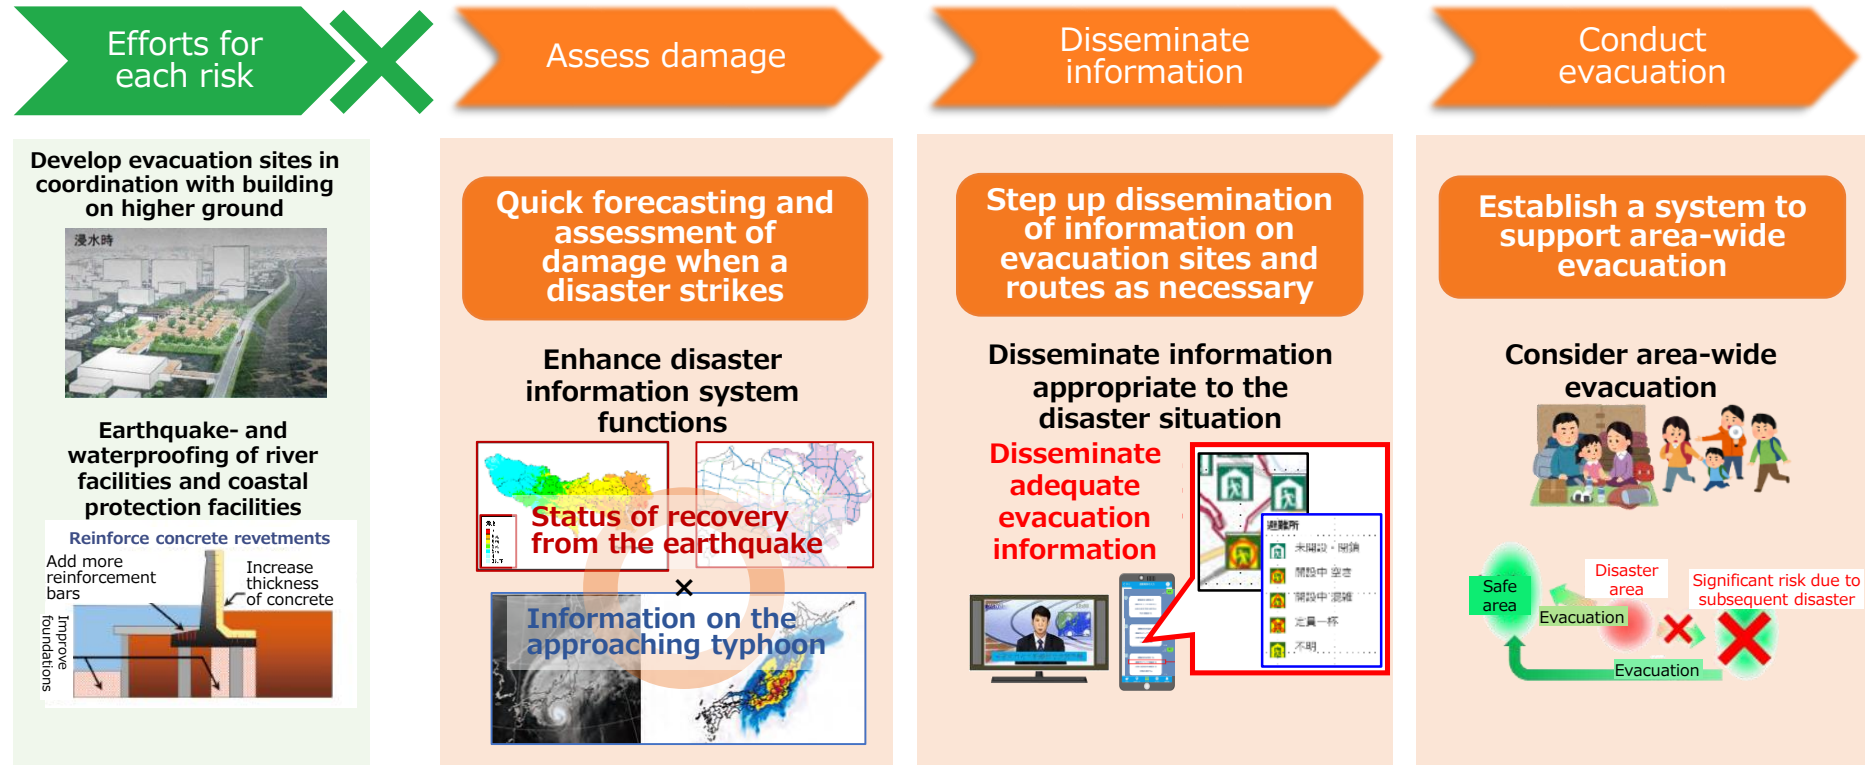 Efforts for
each risk
Assess damage
Disseminate
information
Conduct
evacuation
Develop evacuation sites in
coordination with building
on higher ground
浸水時
Earthquake- and
waterproofing of river
facilities and coastal
protection facilities
Reinforce concrete revetments
Add more
reinforcement
bars
Increase
thickness
of concrete
Improve
foundations
Quick forecasting and
assessment of
damage when a
disaster strikes
Enhance disaster
information system
functions
Status of recovery
from the earthquake
×
Information on the
approaching typhoon
Step up dissemination
of information on
evacuation sites and
routes as necessary
Disseminate information
appropriate to the
disaster situation
Disseminate
adequate
evacuation
information
避難所
未開設・閉鎖
開設中 空き
開設中 混雑
定員一杯
不明
Establish a system to
support area-wide
evacuation
Consider area-wide
evacuation
Safe
area
Evacuation
Disaster
area
Significant risk due to
subsequent disaster
Evacuation